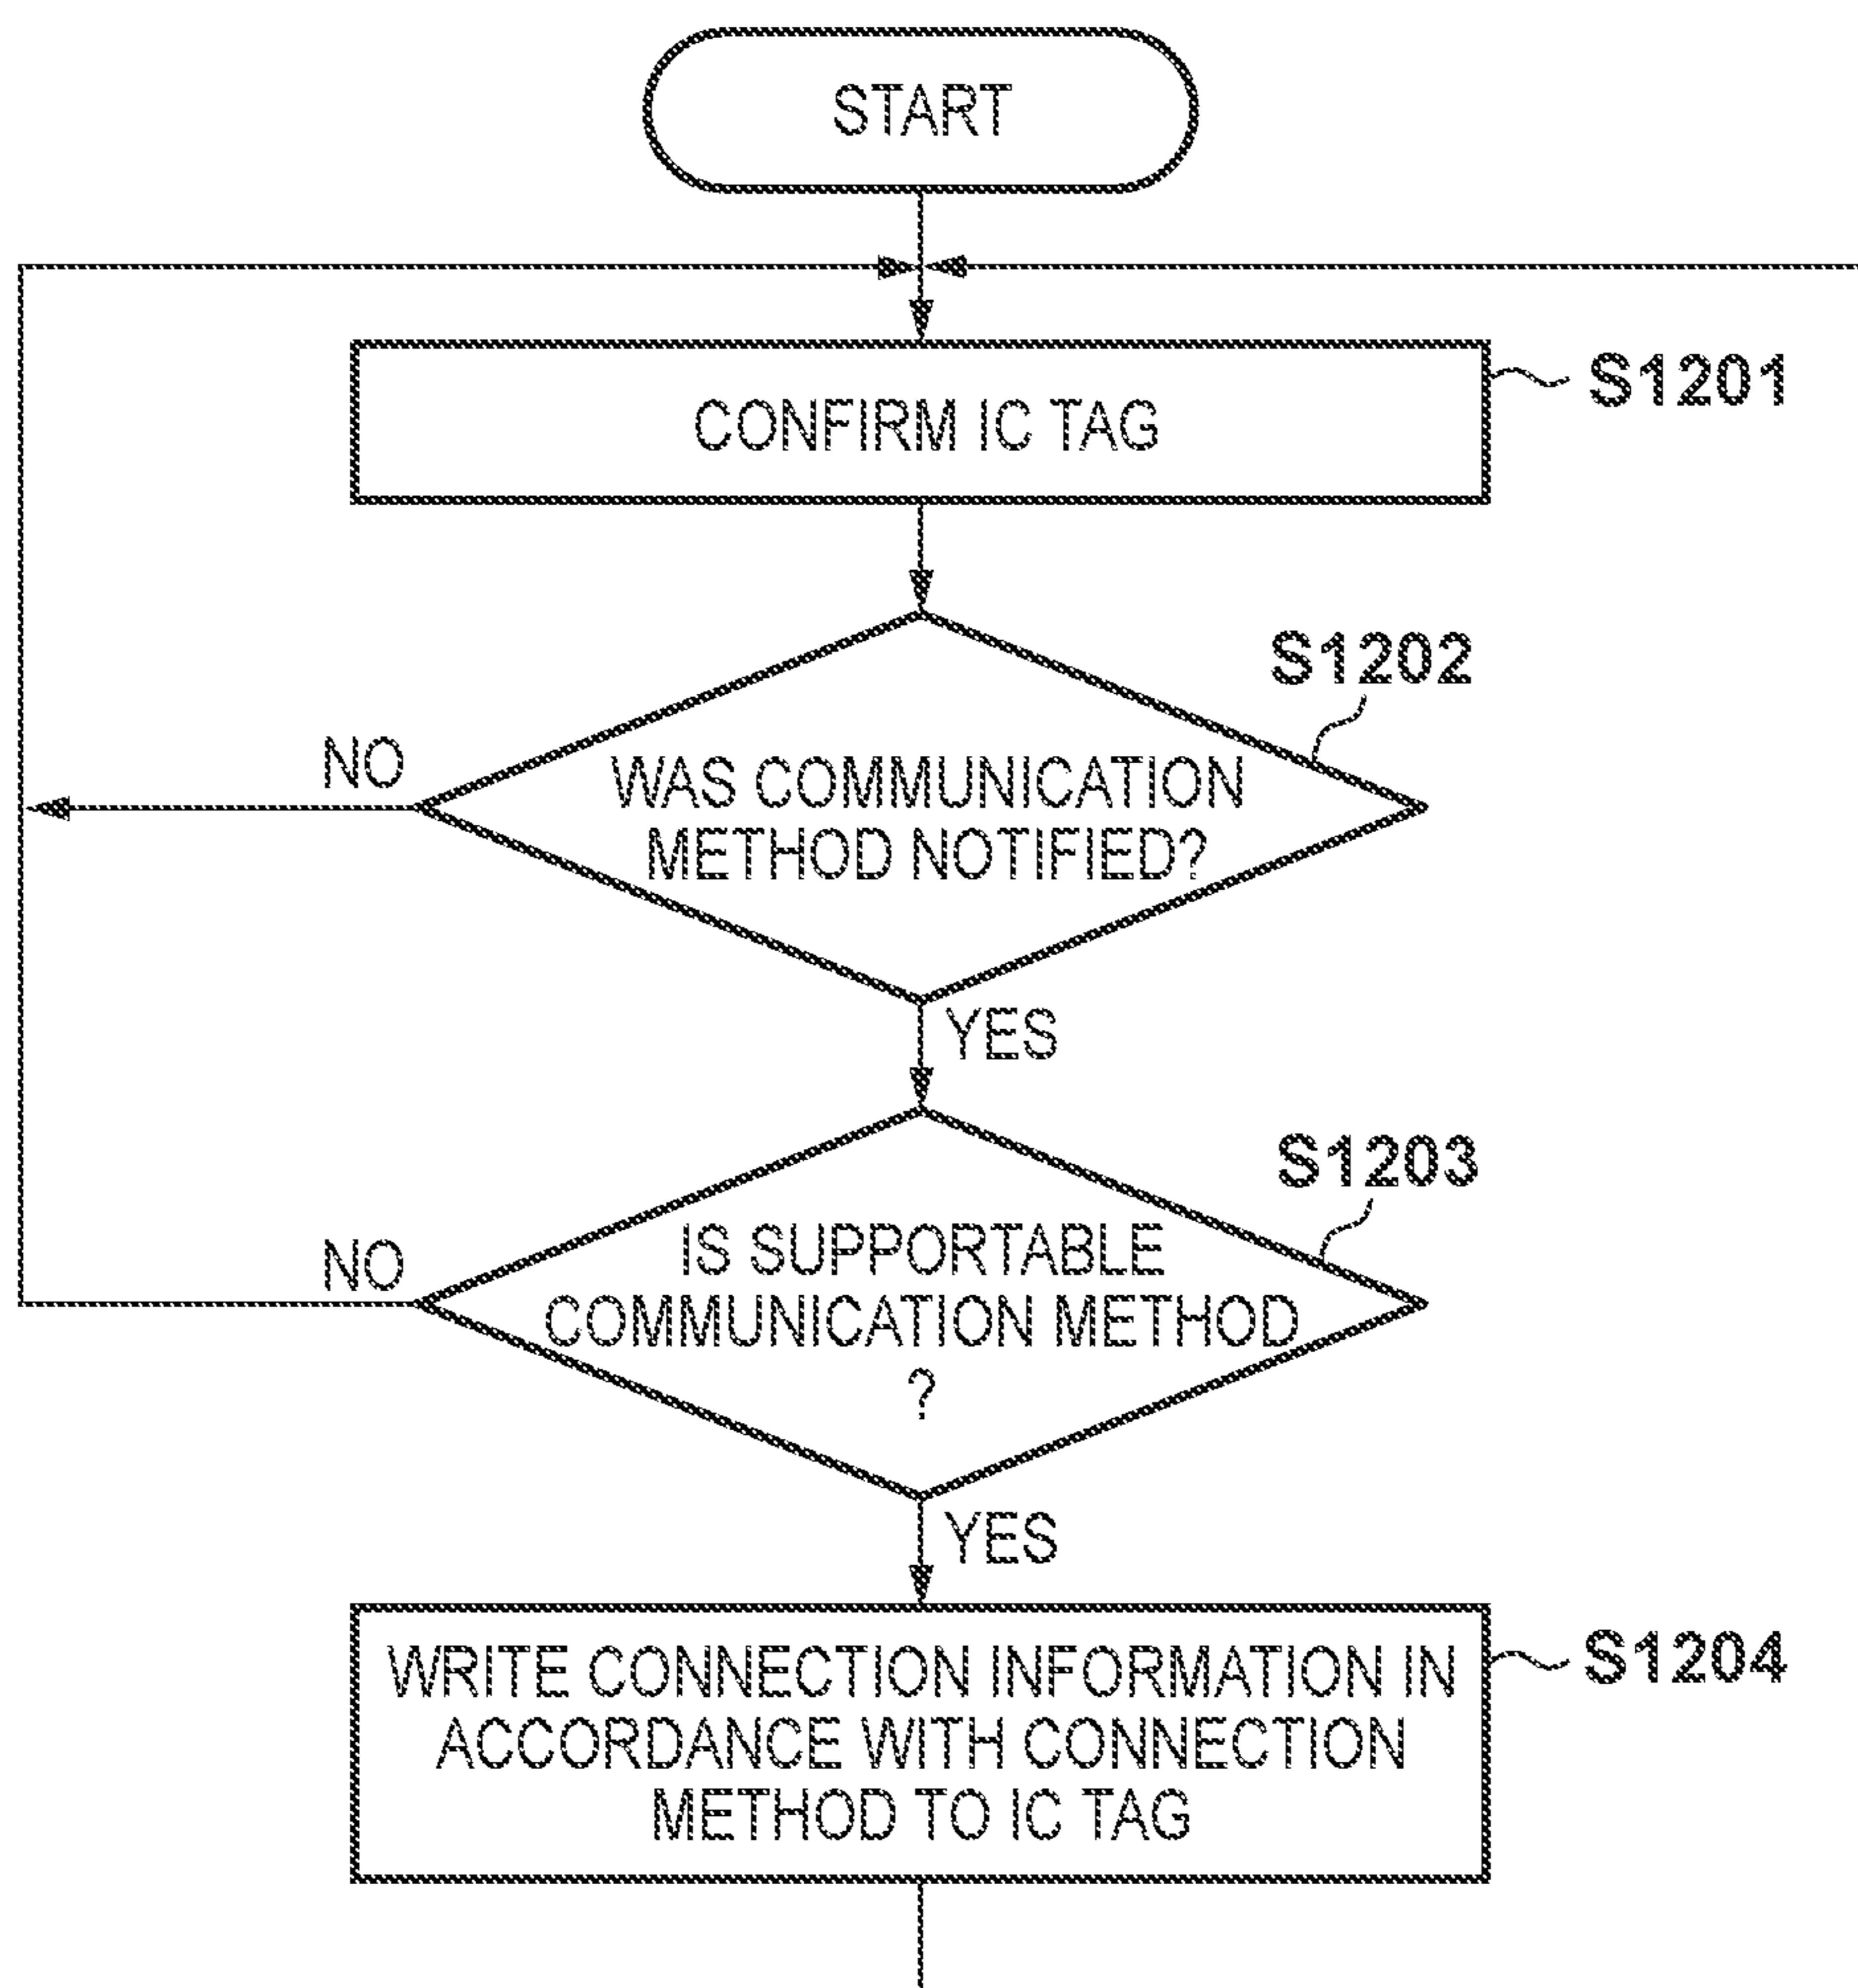 START
CONFIRM IC TAG
S1201
S1202
NO
WAS COMMUNICATION
METHOD NOTIFIED?
YES
S1203
NO
IS SUPPORTABLE
COMMUNICATION METHOD
?
YES
WRITE CONNECTION INFORMATION IN
ACCORDANCE WITH CONNECTION
METHOD TO IC TAG
S1204